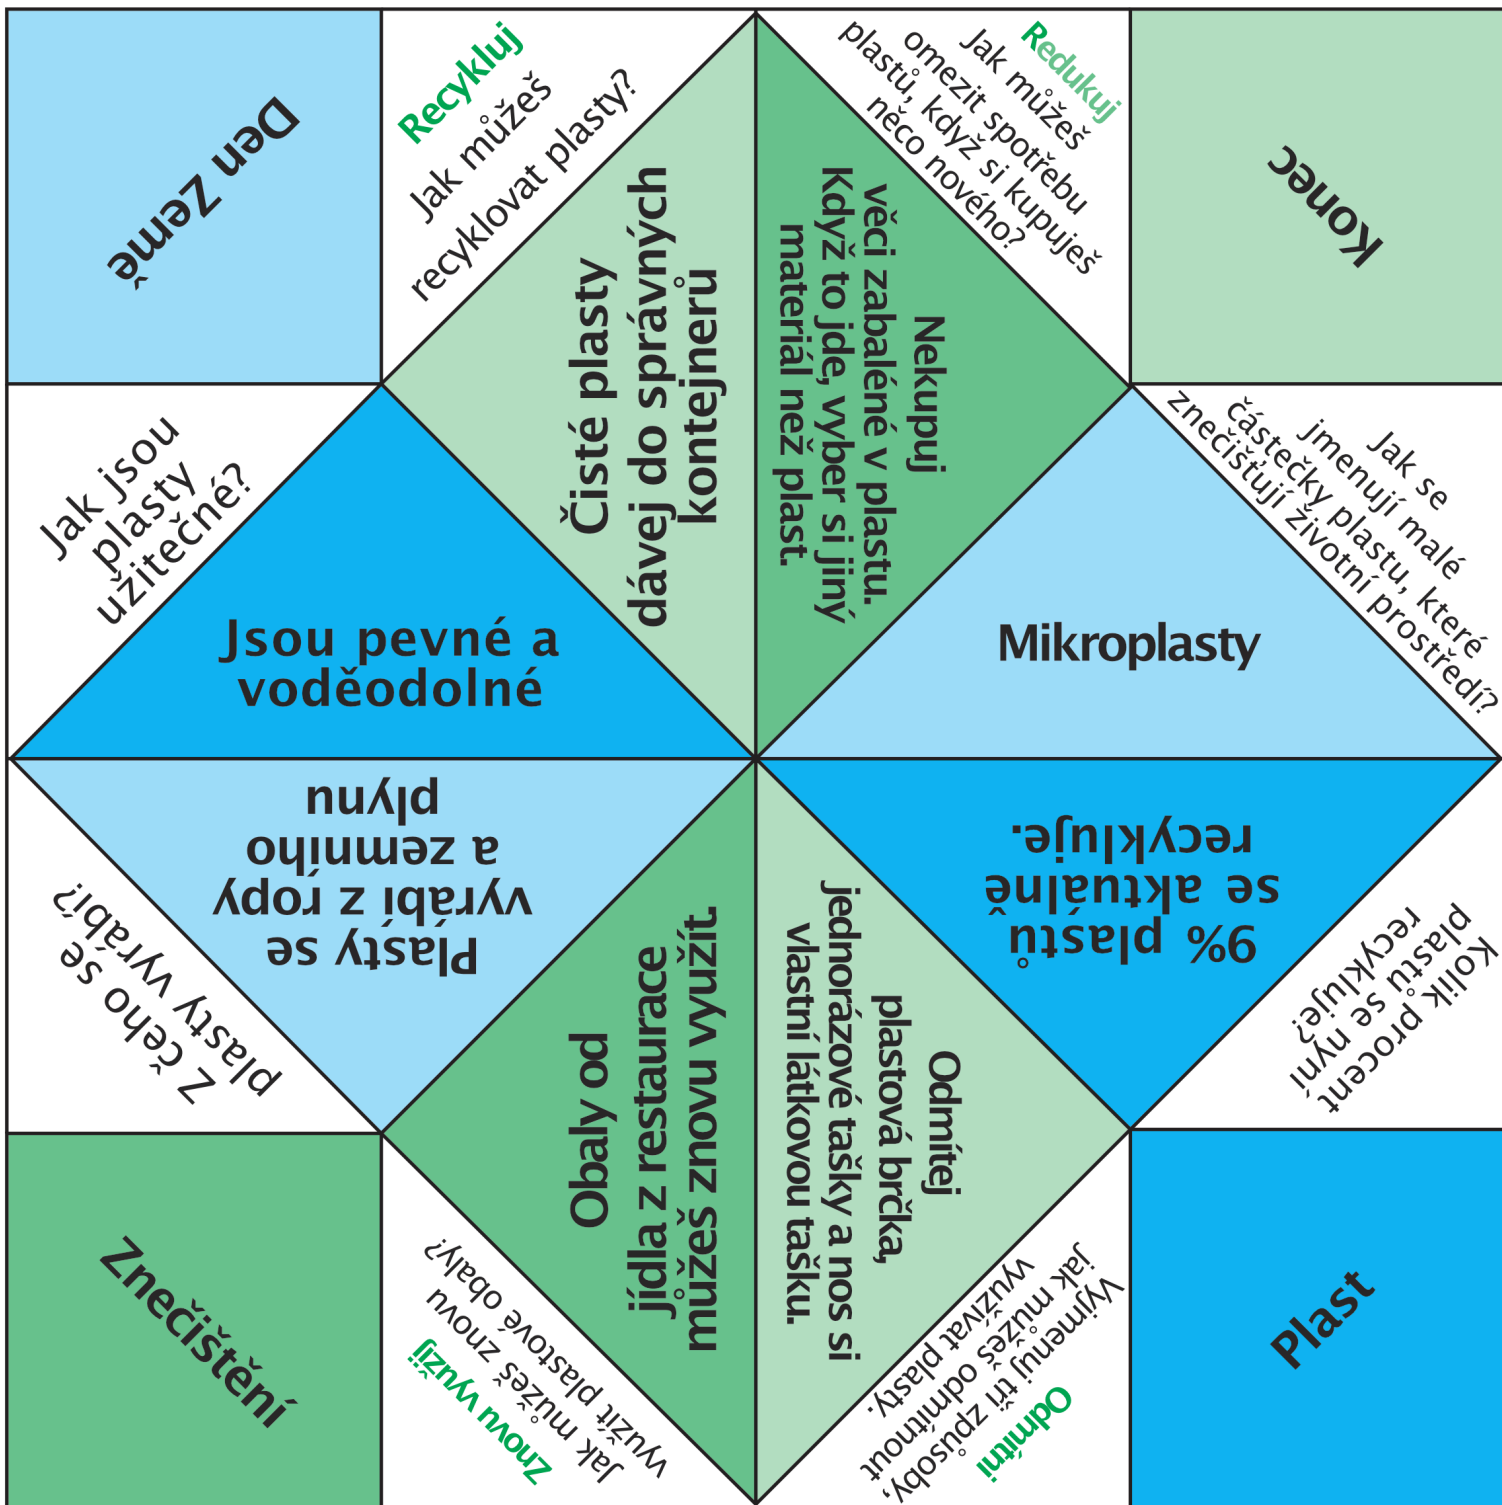 Den Země
Recykluj
Jak můžeš
recyklovat plasty?
Redukuj
Jak můžeš
omezit spotřebu
plastů, když si kupuješ
něco nového?
Konec
Čisté plasty
dávej do správných
kontejnerů
Nekupuj
věci zabaléné v plastu.
Když to jde, vyber si jiný
materiál než plast.
Jak jsou
plasty
užitečné?
Jsou pevné a
voděodolné
Mikroplasty
Jak se
jmenují malé
částečky plastu, které
znečišťují životní prostředí?
Z čeho se
plasty vyrábí?
Plasty se
vyrábí z ropy
a zemního
plynu
9% plastů
se aktuálně
recykluje.
Kolik procent
plastů se nyní
recykluje?
Obaly od
jídla z restaurace
můžeš znovu využít.
Odmítej
plastová brčka,
jednorázové tašky a nos si
vlastní látkovou tašku.
Znečištění
Znovu využij
Jak můžeš znovu
využít plastové obaly?
Odmítni
Vyjmenuj tři způsoby,
jak můžeš odmítnout
využívat plasty.
Plast